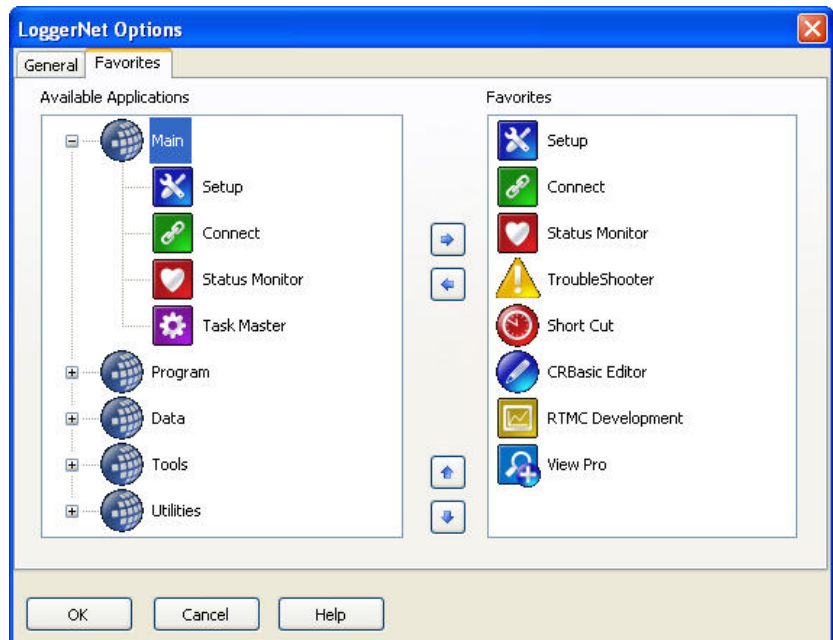 LoggerNet Options
General
Favorites
Available Applications
Main
Setup
Connect
Status Monitor
Task Master
Program
Data
Tools
Utilities
Favorites
Setup
Connect
Status Monitor
TroubleShooter
Short Cut
CRBasic Editor
RTMC Development
View Pro
OK
Cancel
Help